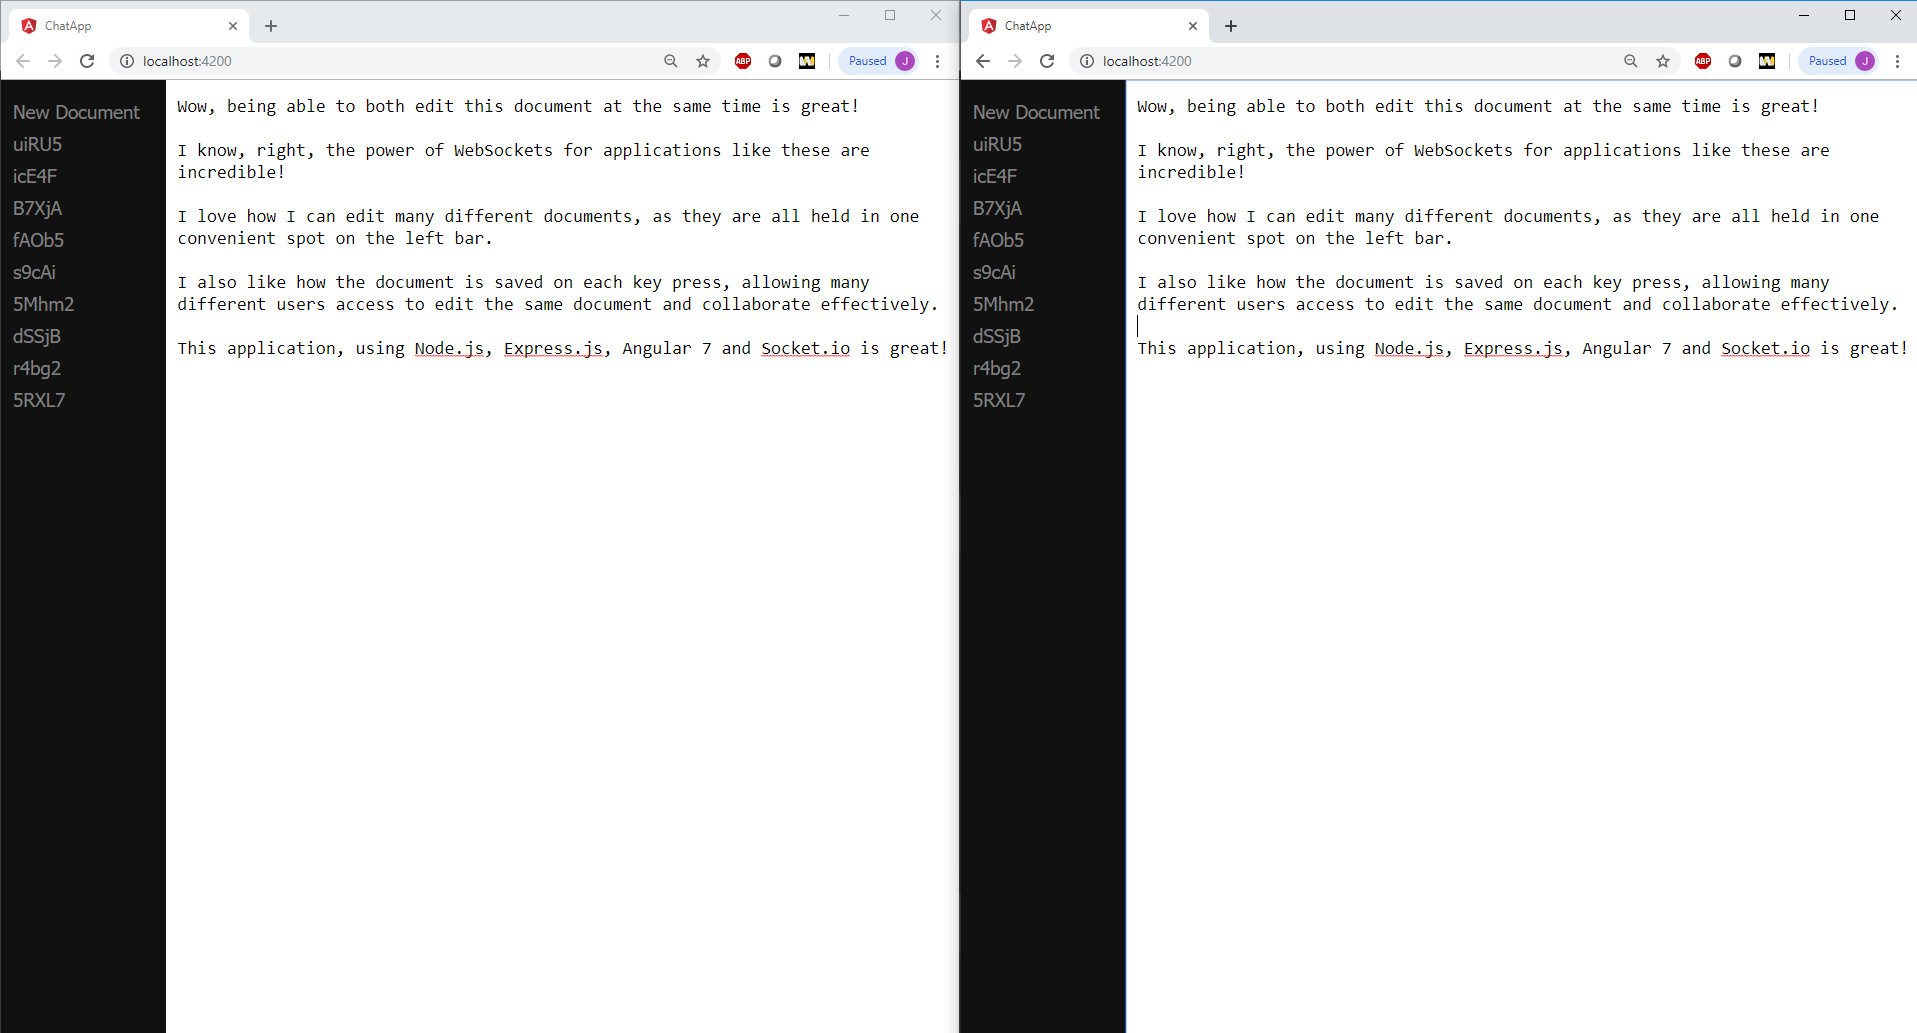 ChatApp
localhost:4200
ABP
Paused
J
New Document
uiRU5
icE4F
B7XjA
fAOb5
s9cAi
5Mhm2
dSSjB
r4bg2
5RXL7
Wow, being able to both edit this document at the same time is great!
I know, right, the power of WebSockets for applications like these are
incredible!
I love how I can edit many different documents, as they are all held in one
convenient spot on the left bar.
I also like how the document is saved on each key press, allowing many
different users access to edit the same document and collaborate effectively.
This application, using Node.js, Express.js, Angular 7 and Socket.io is great!
ChatApp
localhost:4200
ABP
Paused
J
New Document
uiRU5
icE4F
B7XjA
fAOb5
s9cAi
5Mhm2
dSSjB
r4bg2
5RXL7
Wow, being able to both edit this document at the same time is great!
I know, right, the power of WebSockets for applications like these are
incredible!
I love how I can edit many different documents, as they are all held in one
convenient spot on the left bar.
I also like how the document is saved on each key press, allowing many
different users access to edit the same document and collaborate effectively.
This application, using Node.js, Express.js, Angular 7 and Socket.io is great!